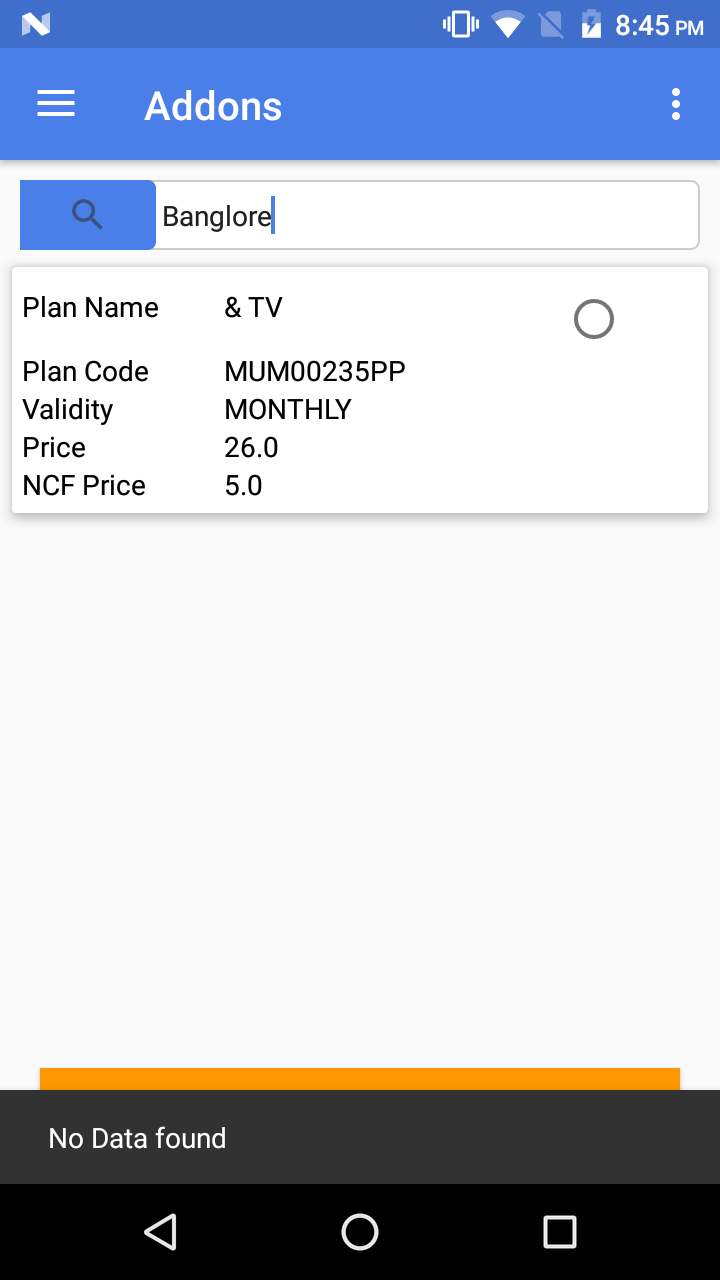 8:45 PM
Addons
Banglore
Plan Name & TV
Plan Code MUM00235PP
Validity MONTHLY
Price 26.0
NCF Price 5.0
No Data found